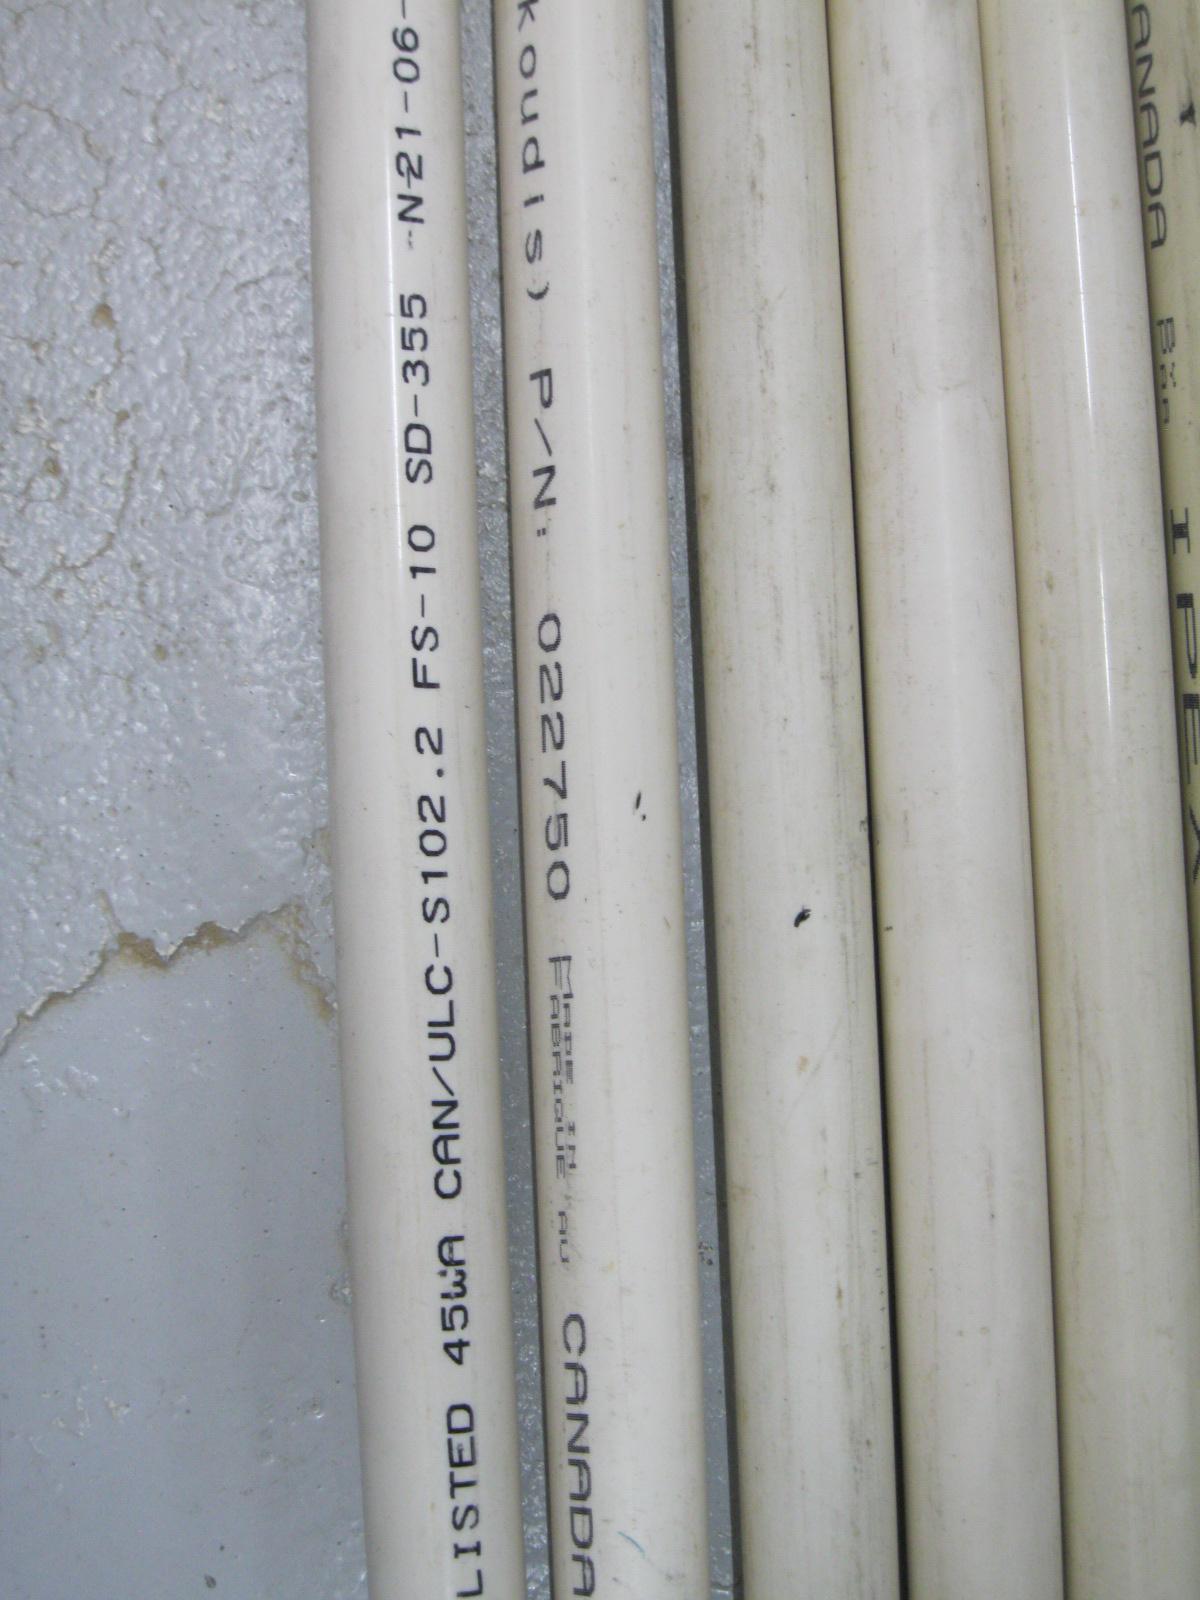 LISTED 45WA CAN/ULC-S102.2 FS-10 SD-355 N21-06-
koudis) P/N: 022750 MADE IN CANADA
FABRIQUE AU
ANADA
IPEX